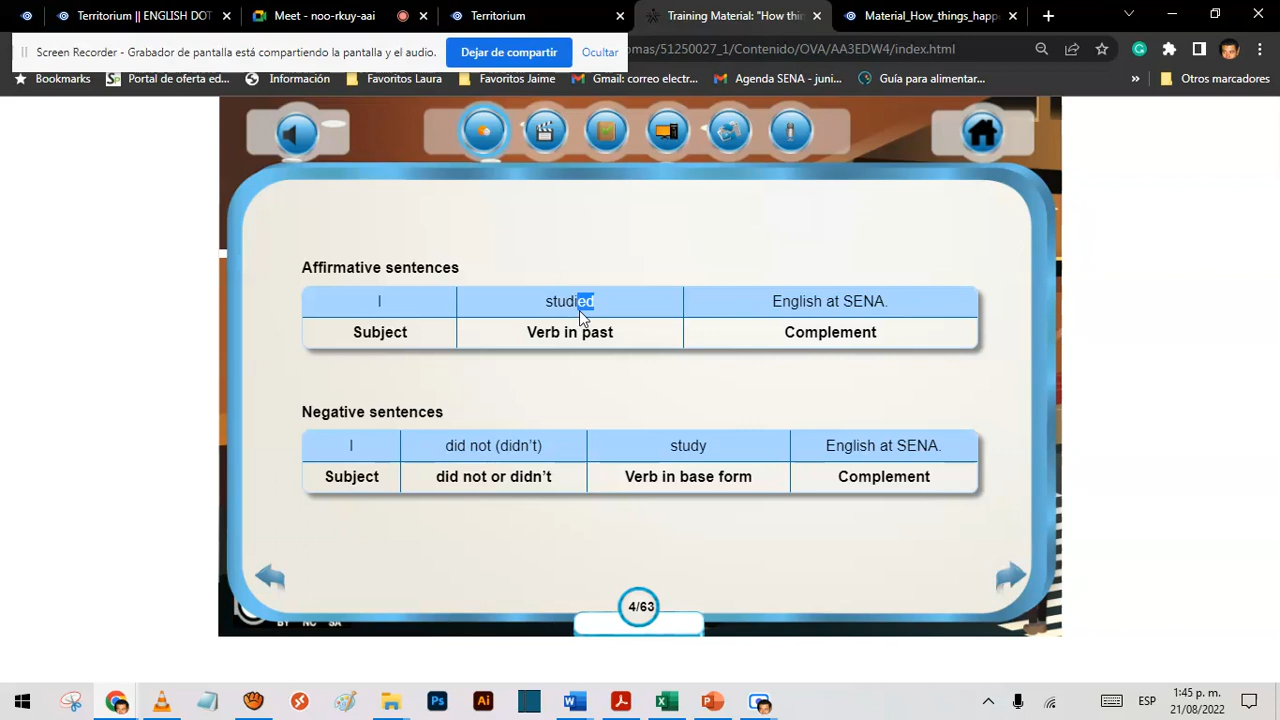 Territorium || ENGLISH DOT
Meet - noo-rkuy-aai
Territorium
Training Material: "How thin
Material_How_things_happ
Screen Recorder - Grabador de pantalla está compartiendo la pantalla y el audio.
Dejar de compartir
Ocultar
omas/51250027_1/Contenido/OVA/AA3EDW4/index.html
Bookmarks
Portal de oferta ed...
Información
Favoritos Laura
Favoritos Jaime
Gmail: correo electr...
Agenda SENA - juni...
Guía para alimentar...
»
Otros marcadores
Affirmative sentences
I studied English at SENA.
Subject Verb in past Complement
Negative sentences
I did not (didn't) study English at SENA.
Subject did not or didn't Verb in base form Complement
4/63
BY NC SA
ESP
1:45 p. m.
21/08/2022